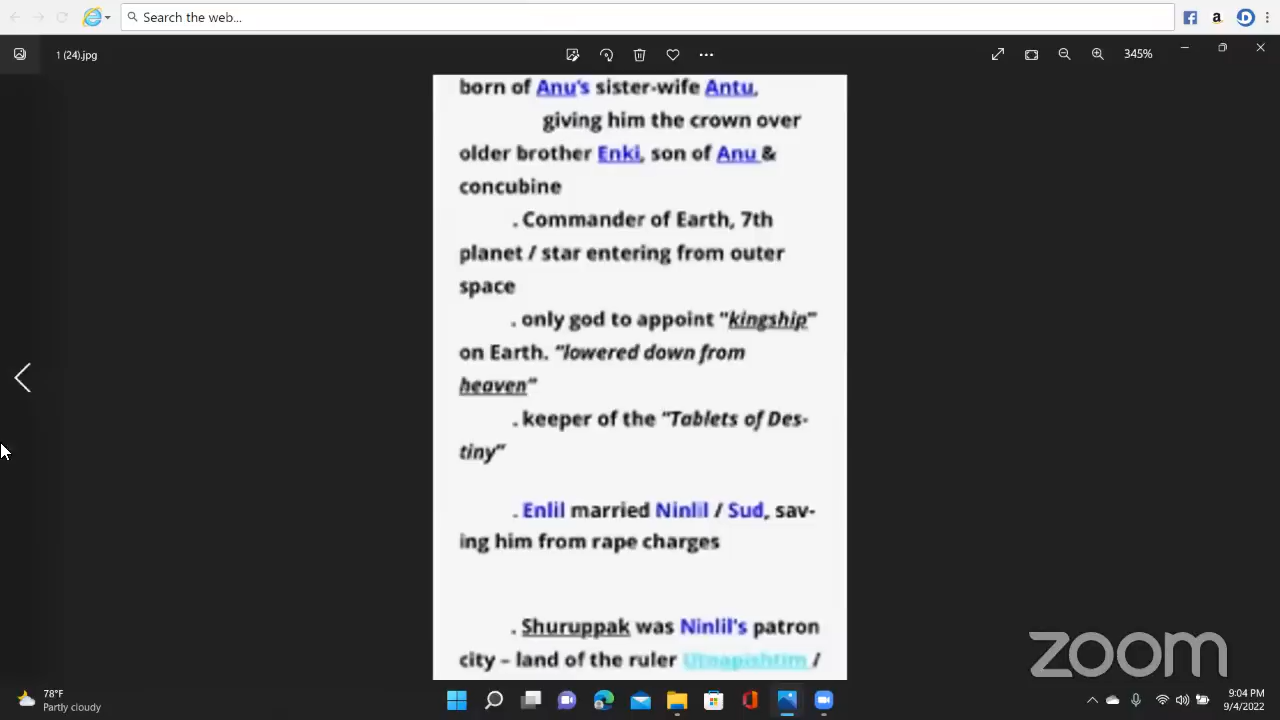 Search the web...
1 (24).jpg
345%
born of Anu's sister-wife Antu,
giving him the crown over
older brother Enki, son of Anu &
concubine
. Commander of Earth, 7th
planet / star entering from outer
space
. only god to appoint "kingship"
on Earth. "lowered down from
heaven"
. keeper of the "Tablets of Des-
tiny"
. Enlil married Ninlil / Sud, sav-
ing him from rape charges
. Shuruppak was Ninlil's patron
city – land of the ruler Utnapishtim /
zoom
78°F
Partly cloudy
9:04 PM
9/4/2022